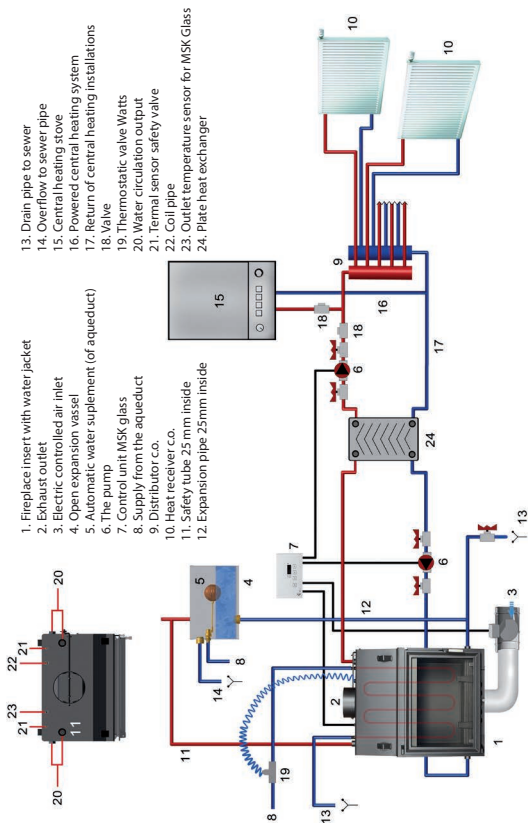 1. Fireplace insert with water jacket
2. Exhaust outlet
3. Electric controlled air inlet
4. Open expansion vassel
5. Automatic water suplement (of aqueduct)
6. The pump
7. Control unit MSK glass
8. Supply from the aqueduct
9. Distributor c.o.
10. Heat receiver c.o.
11. Safety tube 25 mm inside
12. Expansion pipe 25mm inside
13. Drain pipe to sewer
14. Overflow to sewer pipe
15. Central heating stove
16. Powered central heating system
17. Return of central heating installations
18. Valve
19. Thermostatic valve Watts
20. Water circulation output
21. Termal sensor safety valve
22. Coil pipe
23. Outlet temperature sensor for MSK Glass
24. Plate heat exchanger
20
21
23
22
21
20
11
11
14
8
5
4
7
12
19
8
13
2
1
3
13
6
6
24
18
18
15
9
16
17
10
10